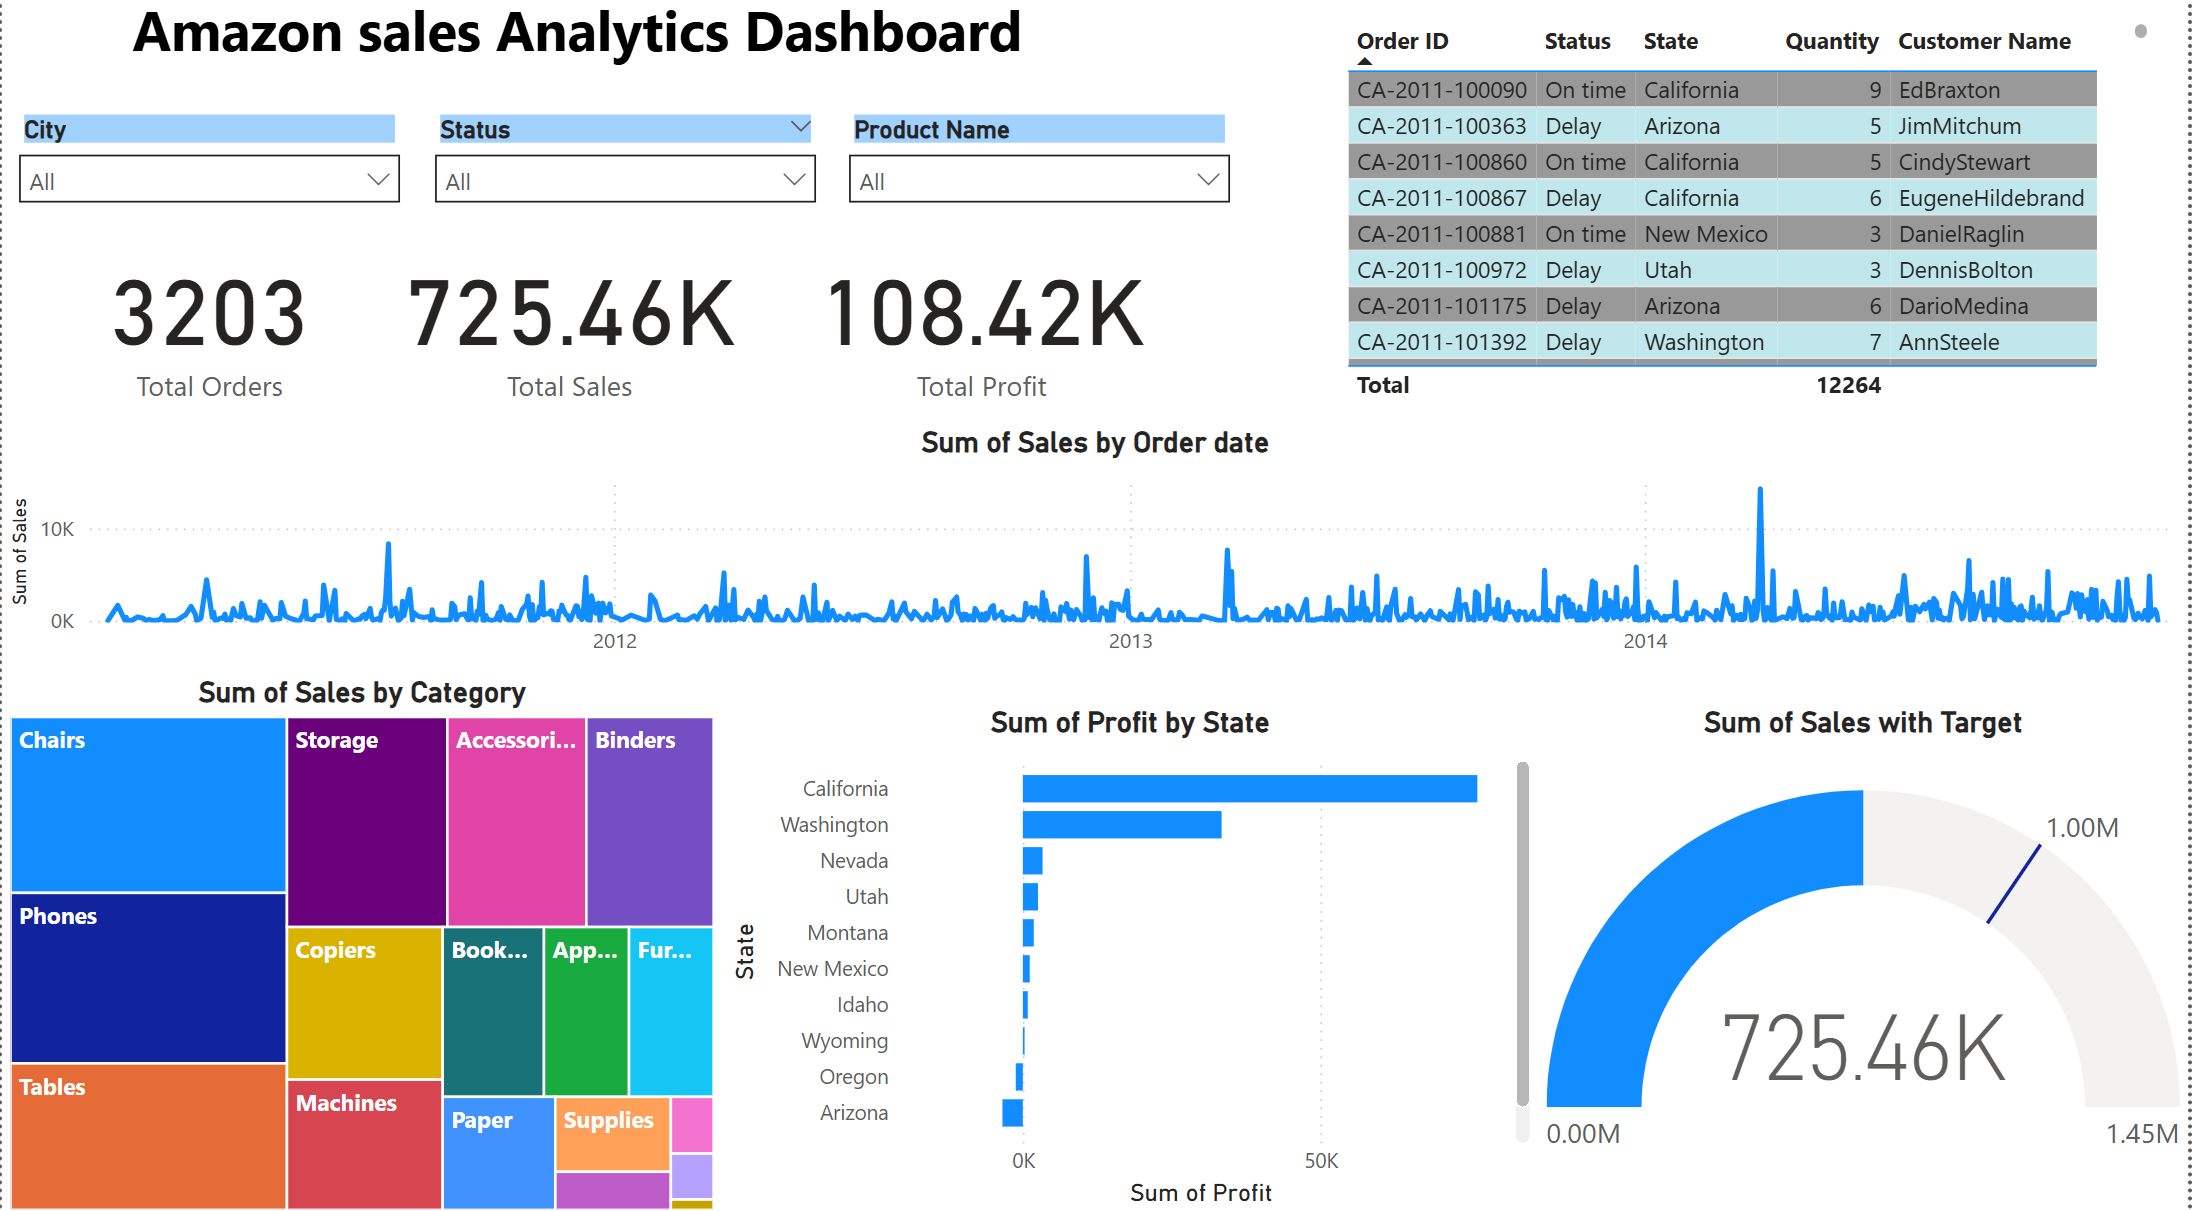 Amazon sales Analytics Dashboard
City
All
Status
All
Product Name
All
3203
Total Orders
725.46K
Total Sales
108.42K
Total Profit
Order ID Status State Quantity Customer Name
CA-2011-100090 On time California 9 EdBraxton
CA-2011-100363 Delay Arizona 5 JimMitchum
CA-2011-100860 On time California 5 CindyStewart
CA-2011-100867 Delay California 6 EugeneHildebrand
CA-2011-100881 On time New Mexico 3 DanielRaglin
CA-2011-100972 Delay Utah 3 DennisBolton
CA-2011-101175 Delay Arizona 6 DarioMedina
CA-2011-101392 Delay Washington 7 AnnSteele
Total 12264
Sum of Sales by Order date
Sum of Sales
10K
0K
2012 2013 2014
Sum of Sales by Category
Chairs
Phones
Tables
Storage
Accessori...
Binders
Copiers
Machines
Book...
App...
Fur...
Paper
Supplies
Sum of Profit by State
State
California
Washington
Nevada
Utah
Montana
New Mexico
Idaho
Wyoming
Oregon
Arizona
0K 50K
Sum of Profit
Sum of Sales with Target
1.00M
725.46K
0.00M 1.45M